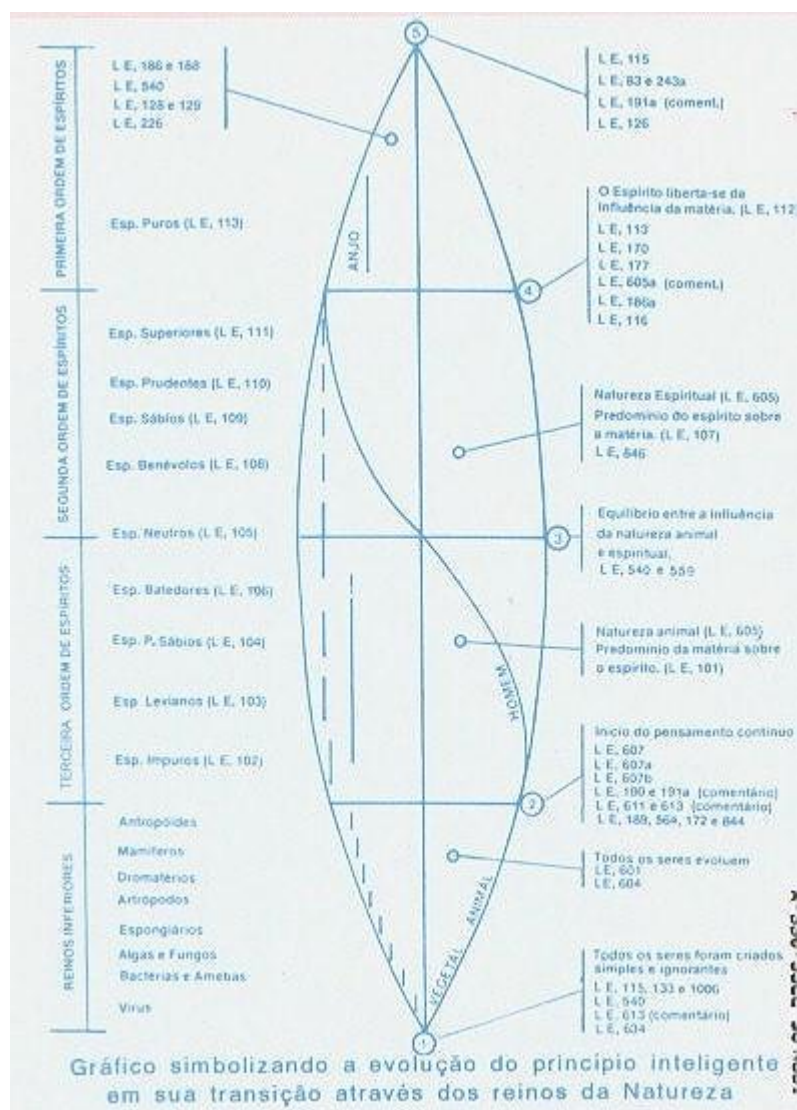 5
L E, 186 e 188
L E, 540
L E, 128 e 129
L E, 226
L E, 115
L E, 83 e 243a
L E, 191a (coment.)
L E, 126
PRIMEIRA ORDEM DE ESPÍRITOS
Esp. Puros (L E, 113)
ANJO
O Espírito liberta-se da
influência da matéria. (L E, 112)
L E, 113
L E, 170
L E, 177
L E, 605a (coment.)
L E, 186a
L E, 116
4
SEGUNDA ORDEM DE ESPÍRITOS
Esp. Superiores (L E, 111)
Esp. Prudentes (L E, 110)
Esp. Sábios (L E, 109)
Esp. Benévolos (L E, 108)
Esp. Neutros (L E, 105)
Natureza Espiritual (L E, 605)
Predomínio do espírito sobre
a matéria. (L E, 107)
L E, 846
3
Equilíbrio entre a influência
da natureza animal
e espiritual.
L E, 540 e 559
TERCEIRA ORDEM DE ESPÍRITOS
Esp. Batedores (L E, 106)
Esp. P. Sábios (L E, 104)
Esp. Levianos (L E, 103)
Esp. Impuros (L E, 102)
HOMEM
Natureza animal (L E, 605)
Predomínio da matéria sobre
o espírito. (L E, 101)
2
Início do pensamento contínuo
L E, 607
L E, 607a
L E, 607b
L E, 190 e 191a (comentário)
L E, 611 e 613 (comentário)
L E, 189, 564, 172 e 844
REINOS INFERIORES
Antropóides
Mamíferos
Dromatérios
Artrópodos
Espongiários
Algas e Fungos
Bactérias e Amebas
Vírus
VEGETAL ANIMAL
Todos os seres evoluem
L E, 601
L E, 604
1
Todos os seres foram criados
simples e ignorantes
L E, 115, 133 e 1006
L E, 540
L E, 613 (comentário)
L E, 634
Gráfico simbolizando a evolução do princípio inteligente
em sua transição através dos reinos da Natureza